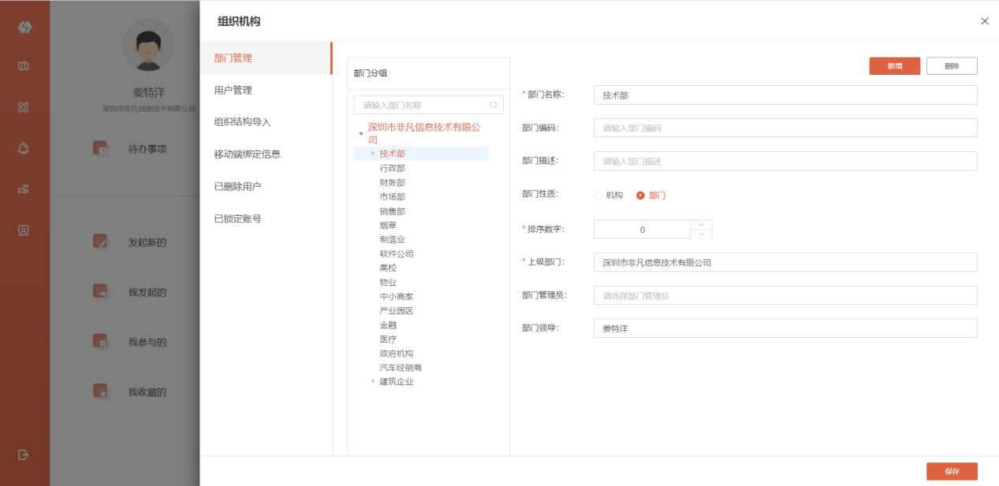 组织机构
姜特洋
深圳市非凡信息技术有限公司
待办事项
发起新的
我发起的
我参与的
我收藏的
部门管理
用户管理
组织结构导入
移动端绑定信息
已删除用户
已锁定账号
部门分组
请输入部门名称
深圳市非凡信息技术有限公
司
技术部
行政部
财务部
市场部
销售部
烟草
制造业
软件公司
高校
物业
中小商家
产业园区
金融
医疗
政府机构
汽车经销商
建筑企业
新增 删除
* 部门名称： 技术部
部门编码： 请输入部门编码
部门描述： 请输入部门描述
部门性质： 机构 部门
* 排序数字： 0
* 上级部门： 深圳市非凡信息技术有限公司
部门管理员： 请选择部门管理员
部门领导： 姜特洋
保存